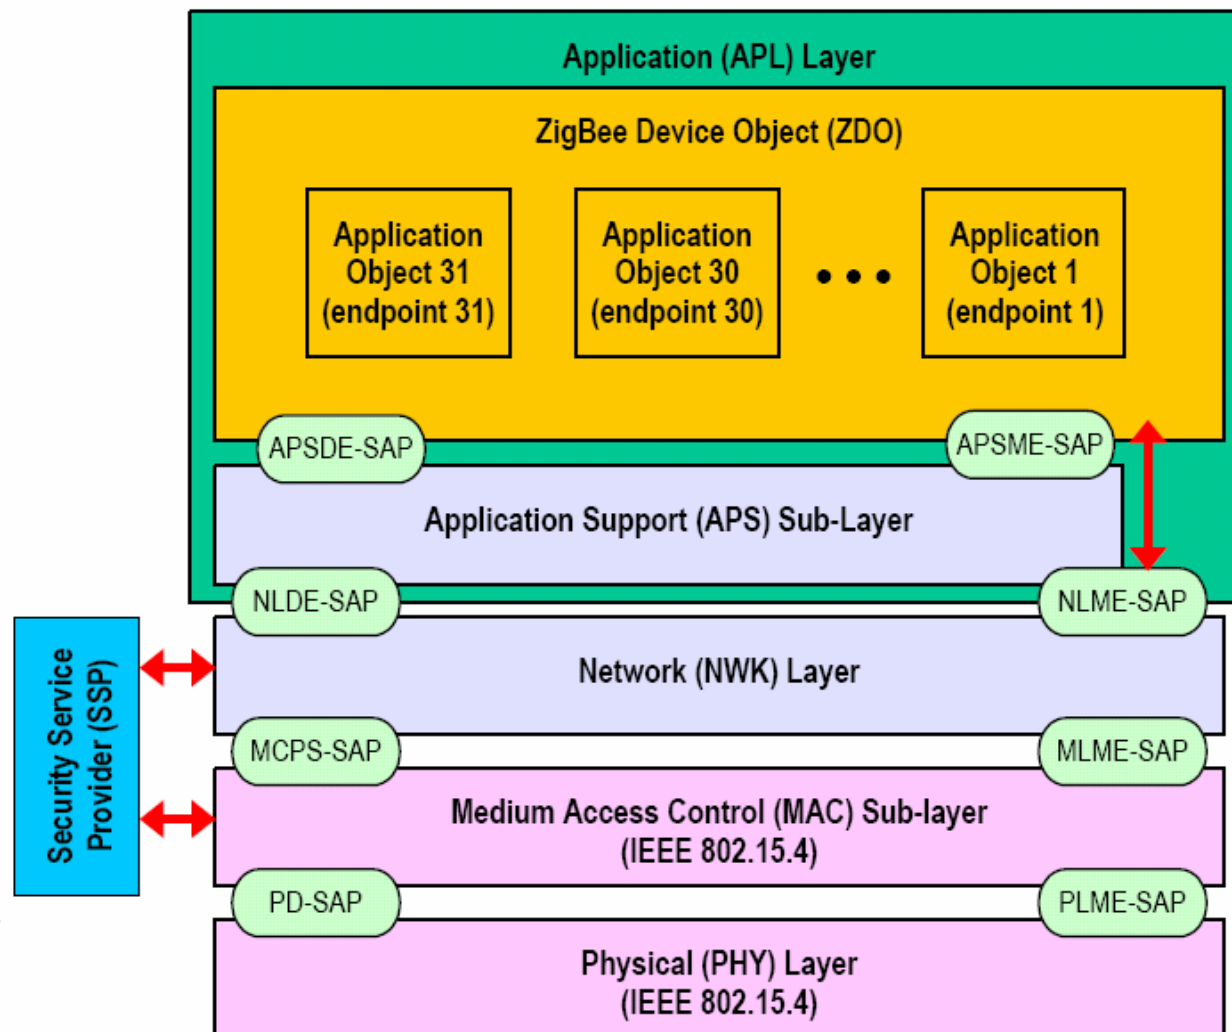 Application (APL) Layer
ZigBee Device Object (ZDO)
Application
Object 31
(endpoint 31)
Application
Object 30
(endpoint 30)
• • •
Application
Object 1
(endpoint 1)
APSDE-SAP
APSME-SAP
Application Support (APS) Sub-Layer
NLDE-SAP
NLME-SAP
Security Service
Provider (SSP)
Network (NWK) Layer
MCPS-SAP
MLME-SAP
Medium Access Control (MAC) Sub-layer
(IEEE 802.15.4)
PD-SAP
PLME-SAP
Physical (PHY) Layer
(IEEE 802.15.4)